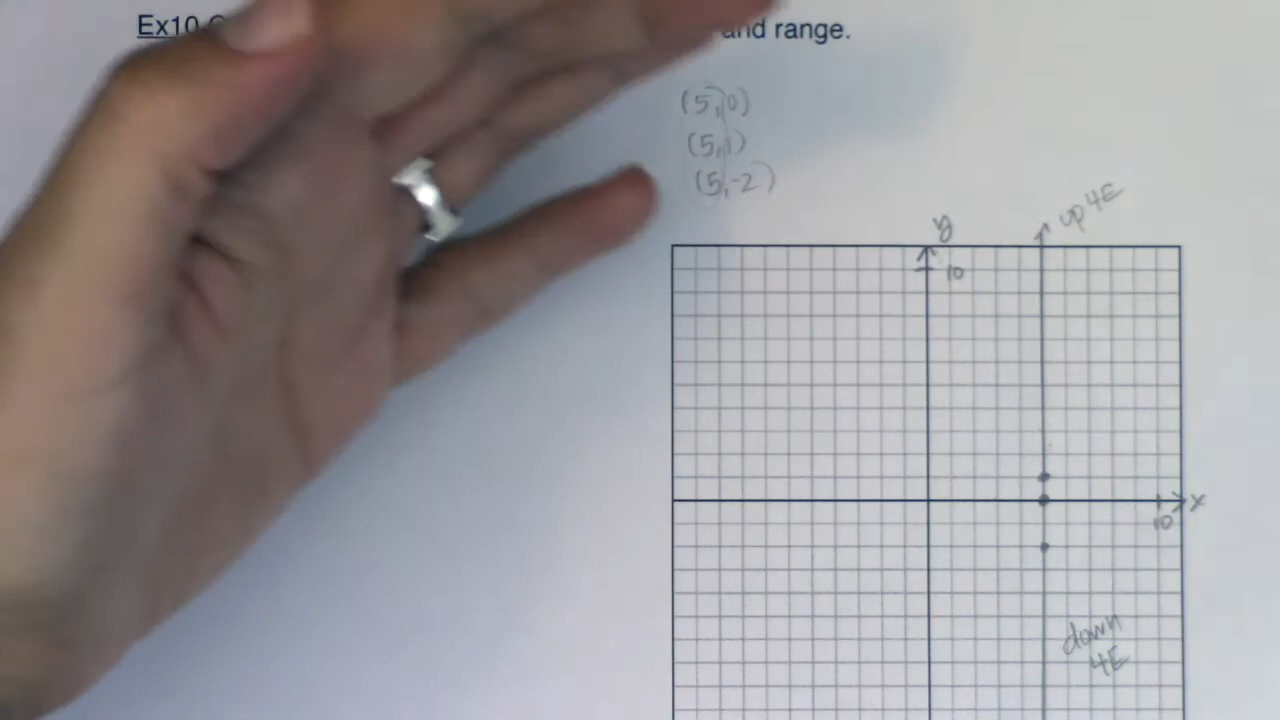 Ex10 and range.
(5,0)
(5,1)
(5,-2)
up 4E
y
10
x
10
down
4E